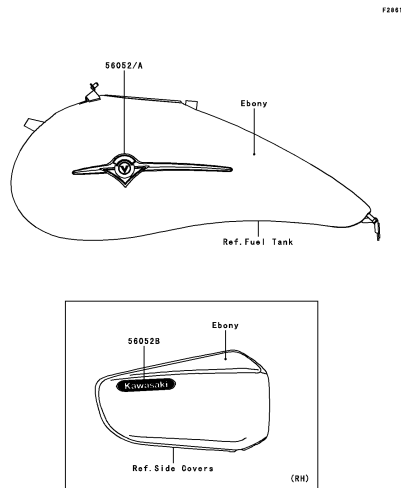 F2861
56052/A
Ebony
Ref.Fuel Tank
Ebony
56052B
Kawasaki
Ref.Side Covers
(RH)